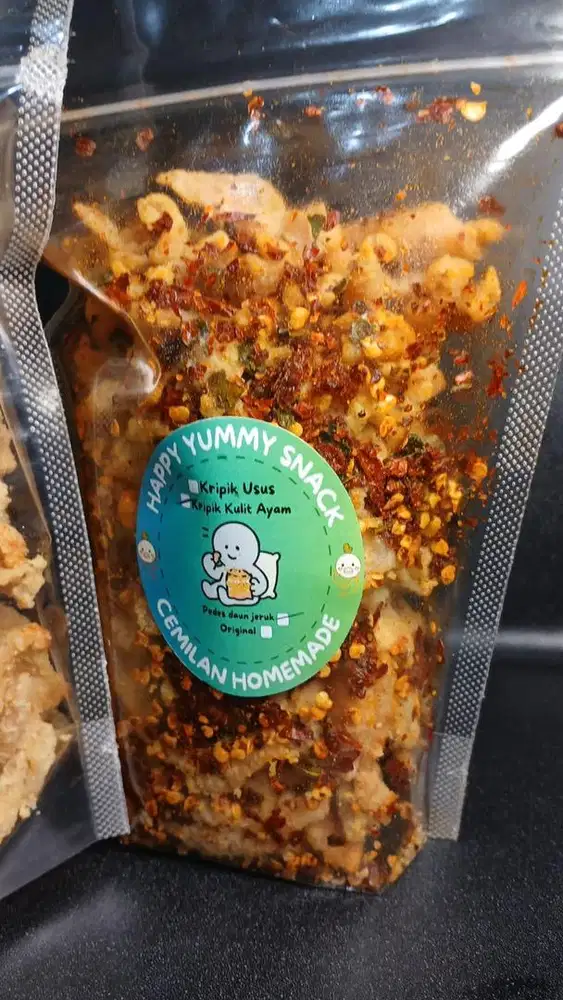 HAPPY YUMMY SNACK
Kripik Usus
Kripik Kulit Ayam
Pedes daun jeruk
Original
CEMILAN HOMEMADE